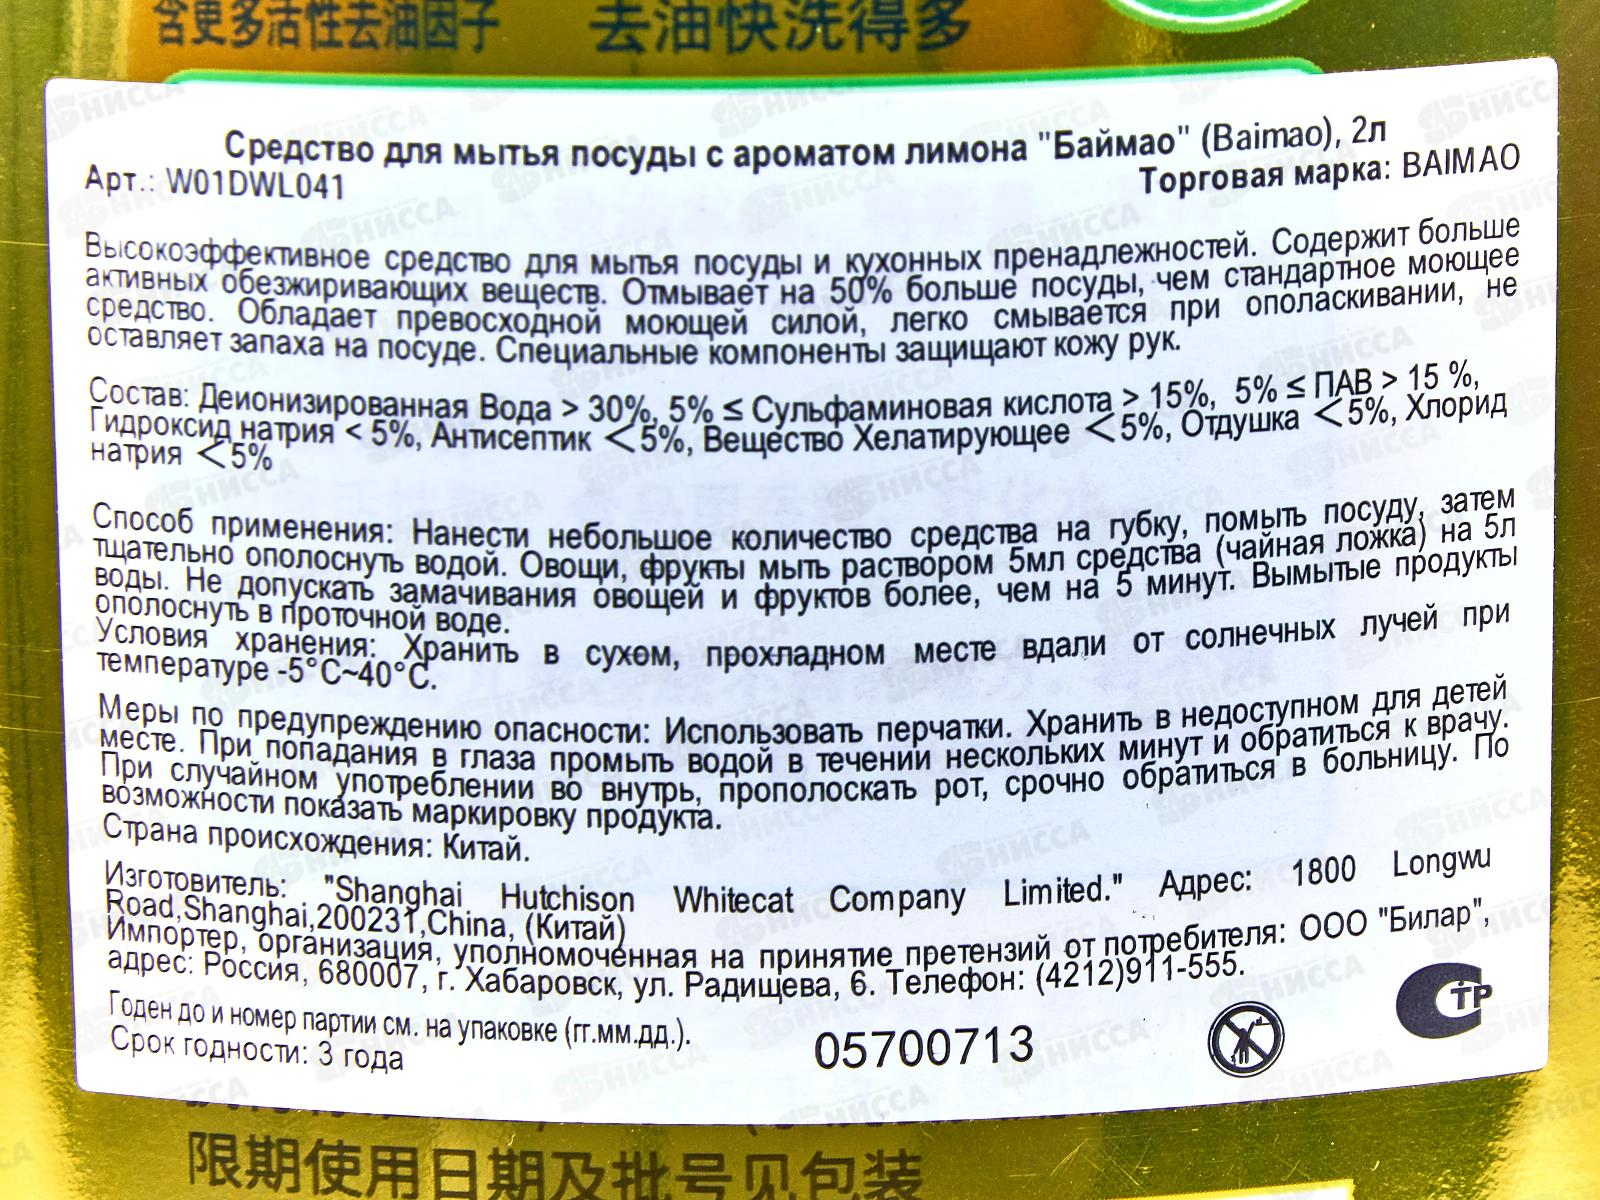 含更多活性去油因子 去油快洗得多
Средство для мытья посуды с ароматом лимона "Баймао" (Baimao), 2л
Арт.: W01DWL041 Торговая марка: BAIMAO
Высокоэффективное средство для мытья посуды и кухонных пренадлежностей. Содержит больше
активных обезжиривающих веществ. Отмывает на 50% больше посуды, чем стандартное моющее
средство. Обладает превосходной моющей силой, легко смывается при ополаскивании, не
оставляет запаха на посуде. Специальные компоненты защищают кожу рук.
Состав: Деионизированная Вода > 30%, 5% ≤ Сульфаминовая кислота > 15%, 5% ≤ ПАВ > 15 %,
Гидроксид натрия < 5%, Антисептик <5%, Вещество Хелатирующее <5%, Отдушка <5%, Хлорид
натрия <5%
Способ применения: Нанести небольшое количество средства на губку, помыть посуду, затем
тщательно ополоснуть водой. Овощи, фрукты мыть раствором 5мл средства (чайная ложка) на 5л
воды. Не допускать замачивания овощей и фруктов более, чем на 5 минут. Вымытые продукты
ополоснуть в проточной воде.
Условия хранения: Хранить в сухом, прохладном месте вдали от солнечных лучей при
температуре -5°C~40°C.
Меры по предупреждению опасности: Использовать перчатки. Хранить в недоступном для детей
месте. При попадания в глаза промыть водой в течении нескольких минут и обратиться к врачу.
При случайном употреблении во внутрь, прополоскать рот, срочно обратиться в больницу. По
возможности показать маркировку продукта.
Страна происхождения: Китай.
Изготовитель: "Shanghai Hutchison Whitecat Company Limited." Адрес: 1800 Longwu
Road,Shanghai,200231,China, (Китай)
Импортер, организация, уполномоченная на принятие претензий от потребителя: ООО "Билар",
адрес: Россия, 680007, г. Хабаровск, ул. Радищева, 6. Телефон: (4212)911-555.
Годен до и номер партии см. на упаковке (гг.мм.дд.).
Срок годности: 3 года
05700713
СТР
限期使用日期及批号见包装
НИССА